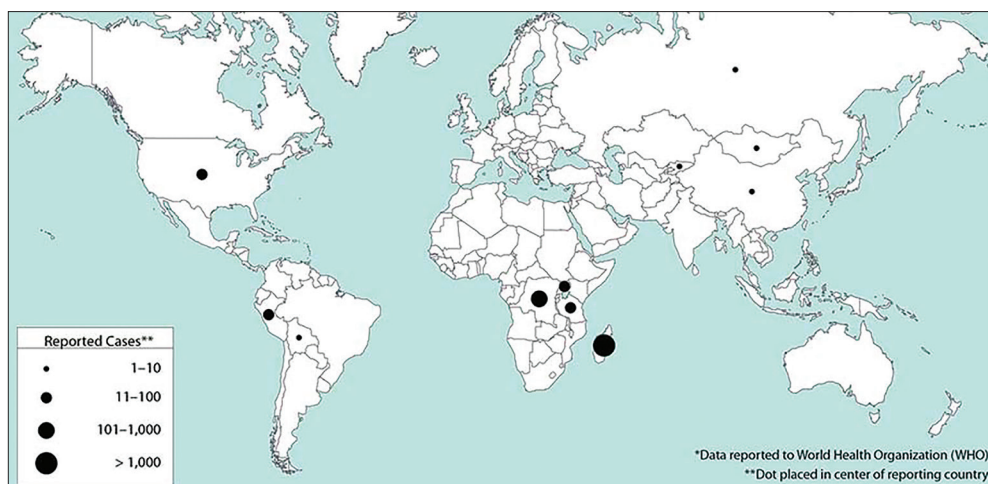 Reported Cases**
1–10
11–100
101–1,000
> 1,000
*Data reported to World Health Organization (WHO)
**Dot placed in center of reporting country